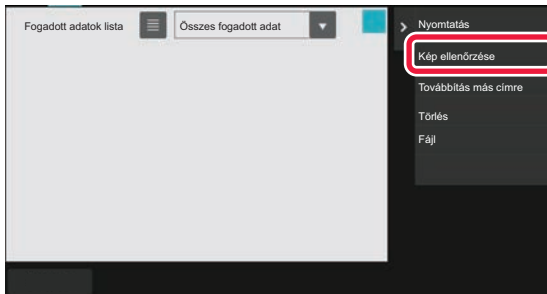 Fogadott adatok lista
Összes fogadott adat
Nyomtatás
Kép ellenőrzése
Továbbítás más címre
Törlés
Fájl